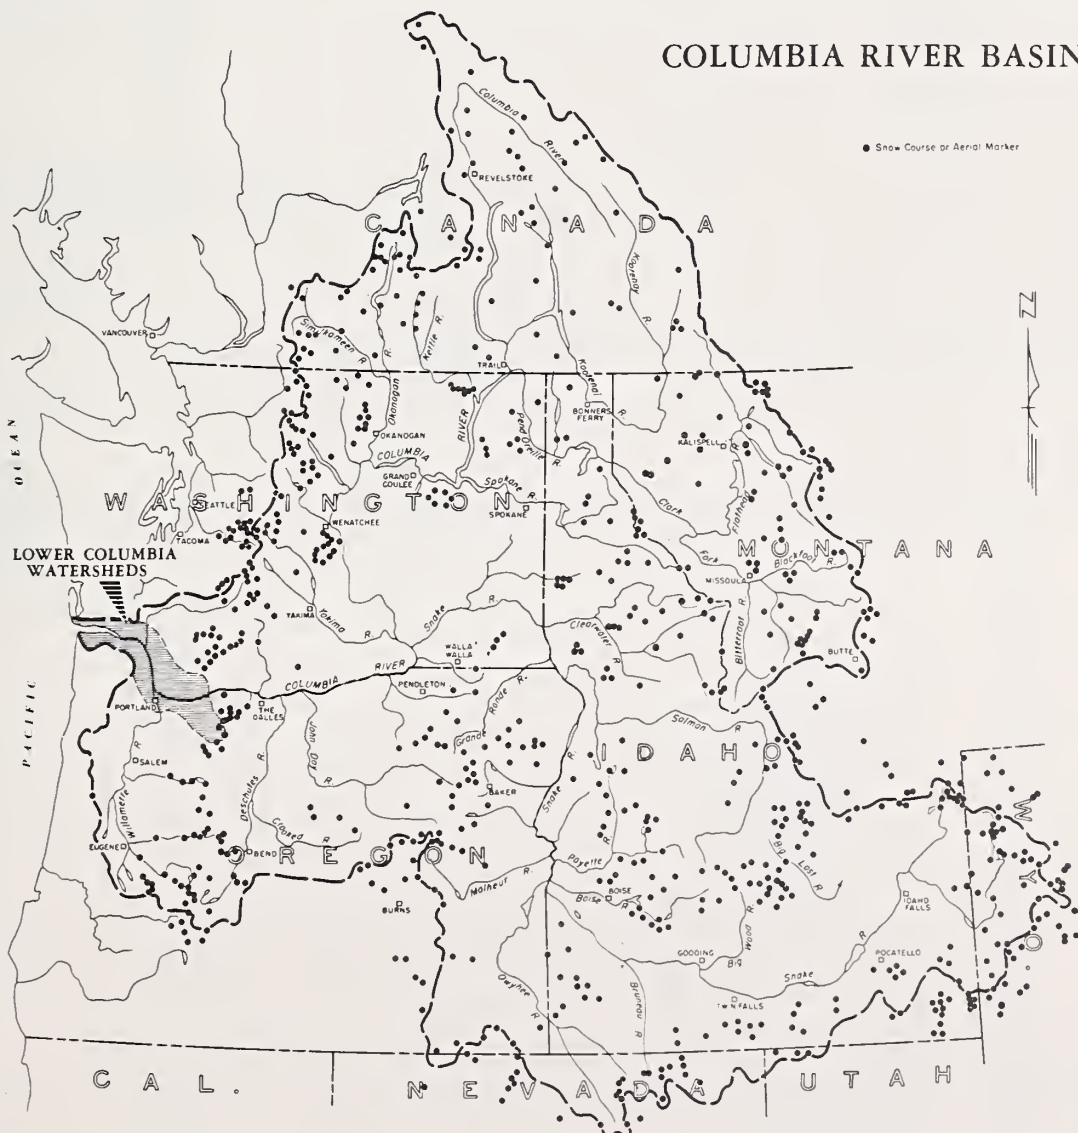 COLUMBIA RIVER BASIN
● Snow Course or Aerial Marker
Columbia
River
REVELSTOKE
CANADA
Kootenay
R.
N
VANCOUVER
Similkameen R.
Kettle R.
TRAIL
Okanogan
R.
Kootenai
R.
BONNERS
FERRY
Pend Oreille
R.
RIVER
OKANOGAN
COLUMBIA
GRAND
COULEE
KALISPELL
Flathead
R.
OCEAN
PACIFIC
WASHINGTON
SEATTLE
TACOMA
Spokane
R.
SPOKANE
WENATCHEE
Clark
Fork
MONTANA
Blackfoot R.
MISSOULA
LOWER COLUMBIA
WATERSHEDS
YAKIMA
Yakima
R.
Snake
R.
Clearwater
R.
Bitterroot R.
BUTTE
WALLA
WALLA
COLUMBIA
RIVER
PENDLETON
PORTLAND
THE
DALLES
Grande
Ronde
R.
Salmon
R.
John Day
R.
IDAHO
SALEM
Willamette
R.
Deschutes
R.
BAKER
Snake
R.
Crooked
R.
EUGENE
BEND
OREGON
Payette
R.
Big
Lost
R.
WYO
Malheur
R.
BURNS
Boise
R.
BOISE
Big
Wood
R.
IDAHO
FALLS
GOODING
Owyhee
R.
Bruneau
R.
Snake
R.
POCATELLO
TWIN FALLS
CAL.
NEVADA
UTAH